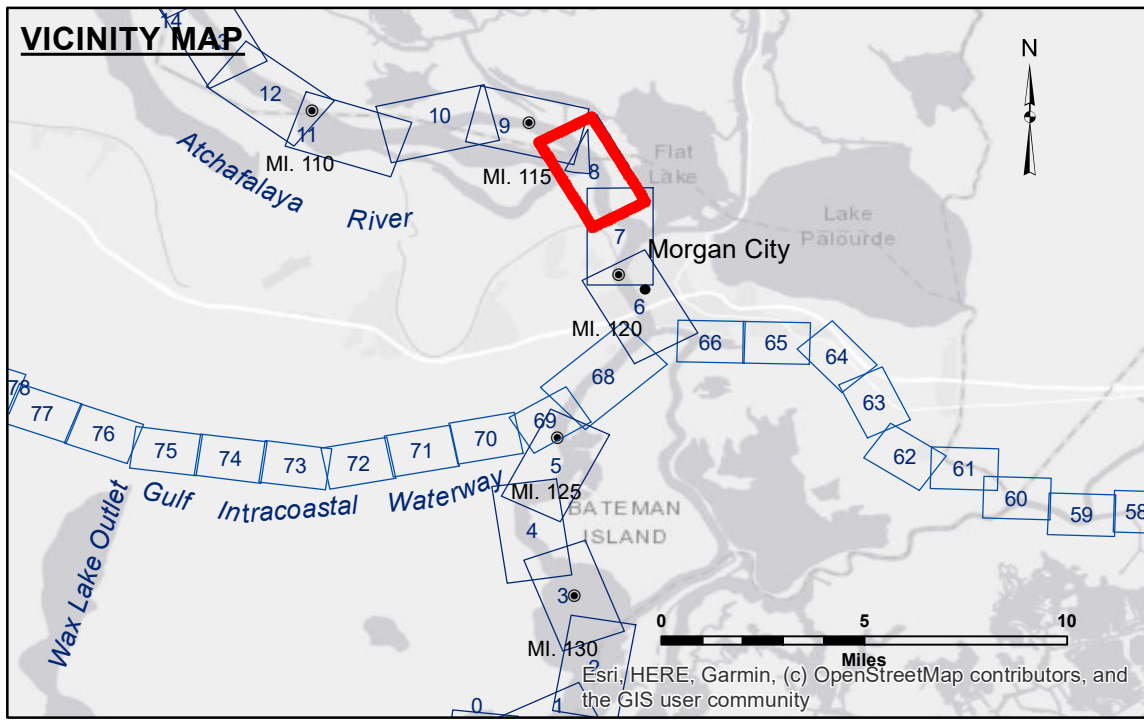 VICINITY MAP
N
14
13
12
11
10
9
8
7
6
MI. 110
MI. 115
MI. 120
Atchafalaya
River
Flat
Lake
Lake
Palourde
Morgan City
66
65
64
63
62
61
60
59
58
68
69
70
71
72
73
74
75
76
77
78
5
MI. 125
4
BATEMAN
ISLAND
3
MI. 130
2
1
0
Gulf Intracoastal Waterway
Wax Lake Outlet
0 5 10
Miles
Esri, HERE, Garmin, (c) OpenStreetMap contributors, and
the GIS user community